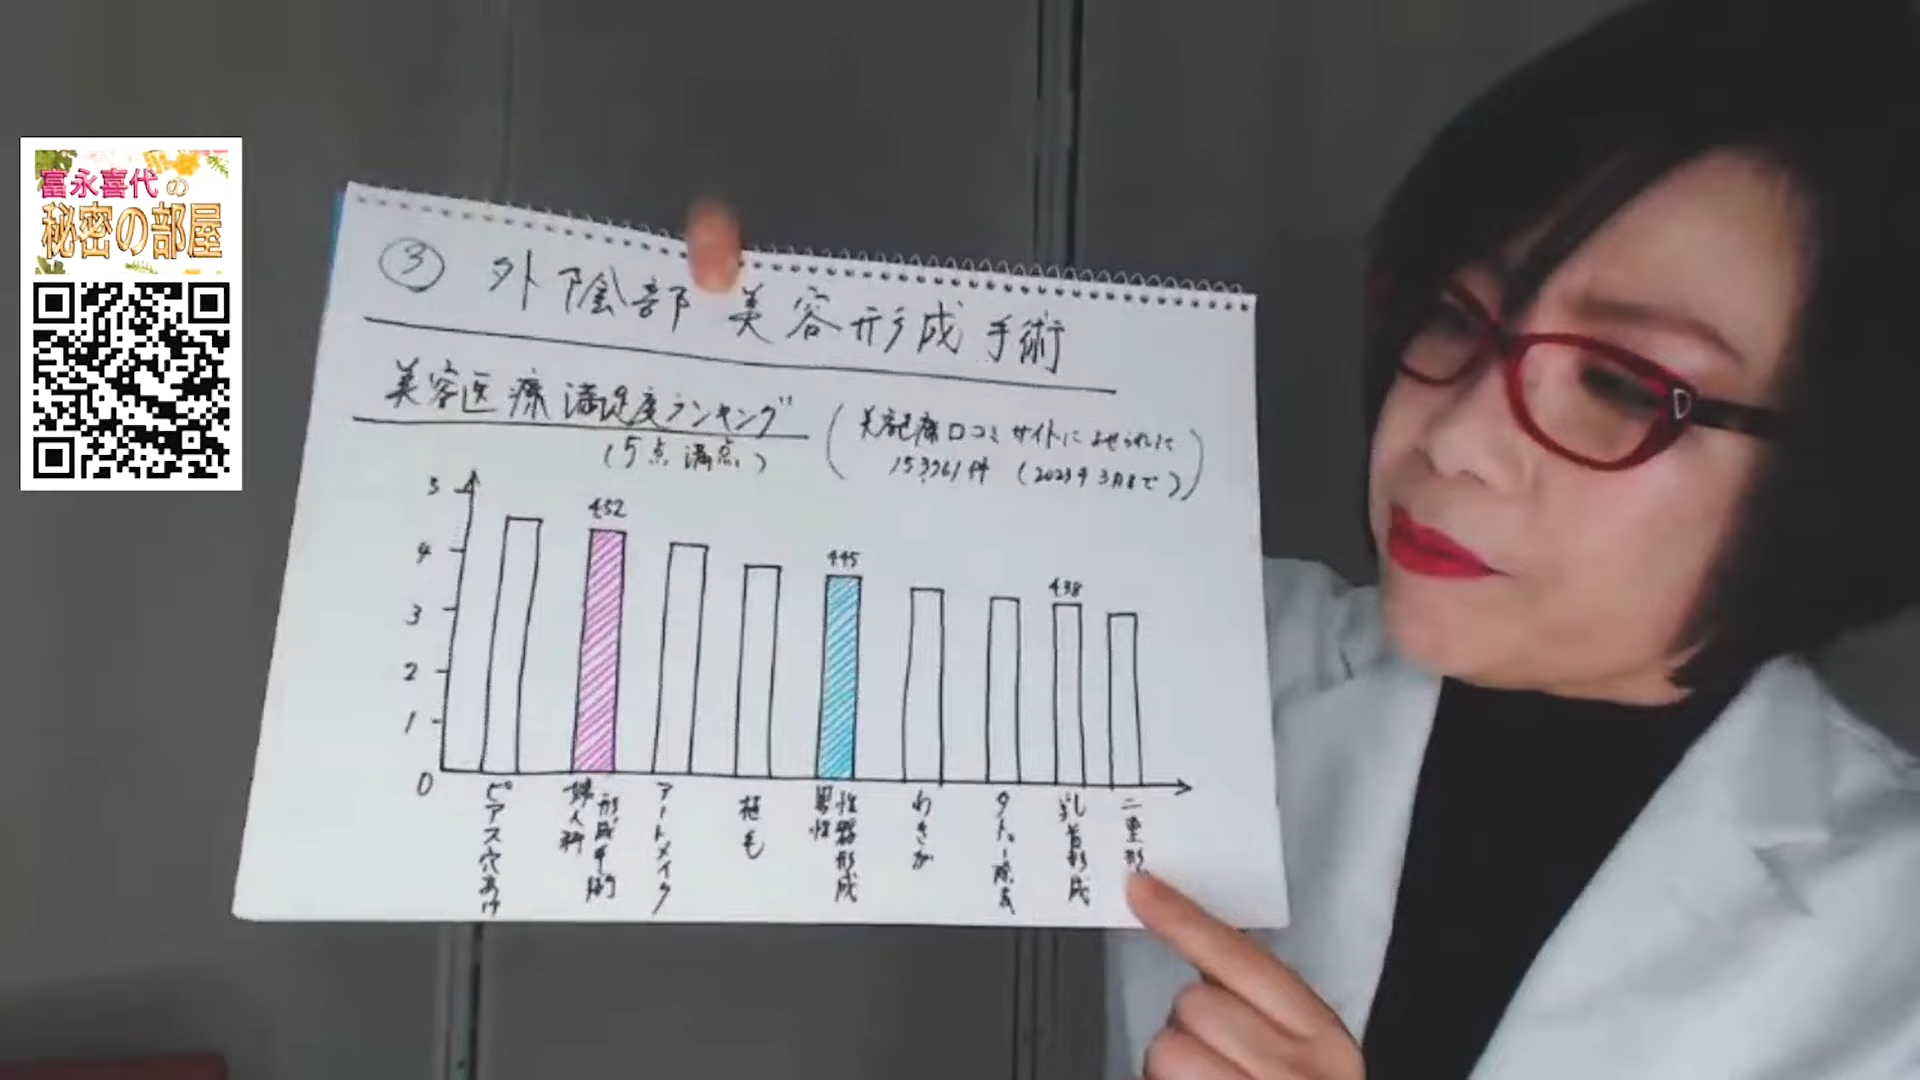 富永喜代の
秘密の部屋
③ 外陰部 美容形成 手術
美容医療 満足度ランキング
(5点満点)
(美容医療口コミサイトによせられた
153761件 (2023年3月まで))
5
4
3
2
1
0
452
445
438
ピアス穴あけ
婦人科
形成手術
アートメイク
植毛
男性
性器形成
わきが
タトゥー除去
乳首形成
二重形